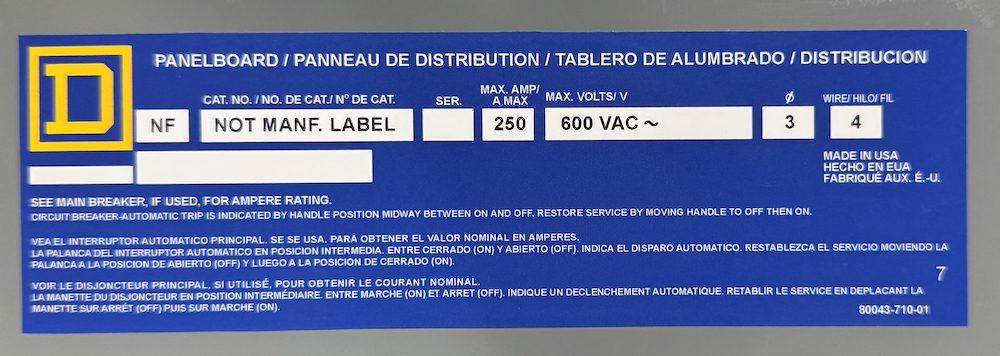 D
PANELBOARD / PANNEAU DE DISTRIBUTION / TABLERO DE ALUMBRADO / DISTRIBUCION
CAT. NO. / NO. DE CAT./ N° DE CAT.
SER.
MAX. AMP/
A MAX
MAX. VOLTS/ V
Ø
WIRE/ HILO/ FIL
NF
NOT MANF. LABEL
250
600 VAC ~
3
4
MADE IN USA
HECHO EN EUA
FABRIQUÉ AUX. É.-U.
SEE MAIN BREAKER, IF USED, FOR AMPERE RATING.
CIRCUIT BREAKER-AUTOMATIC TRIP IS INDICATED BY HANDLE POSITION MIDWAY BETWEEN ON AND OFF. RESTORE SERVICE BY MOVING HANDLE TO OFF THEN ON.
VEA EL INTERRUPTOR AUTOMATICO PRINCIPAL. SE SE USA. PARA OBTENER EL VALOR NOMINAL EN AMPERES.
LA PALANCA DEL INTERRUPTOR AUTOMATICO EN POSICION INTERMEDIA. ENTRE CERRADO (ON) Y ABIERTO (OFF). INDICA EL DISPARO AUTOMATICO. RESTABLEZCA EL SERVICIO MOVIENDO LA
PALANCA A LA POSICION DE ABIERTO (OFF) Y LUEGO A LA POSICION DE CERRADO (ON).
7
VOIR LE DISJONCTEUR PRINCIPAL, SI UTILISÉ, POUR OBTENIR LE COURANT NOMINAL.
LA MANETTE DU DISJONCTEUR EN POSITION INTERMÉDIAIRE. ENTRE MARCHE (ON) ET ARRET (OFF). INDIQUE UN DECLENCHEMENT AUTOMATIQUE. RETABLIR LE SERVICE EN DEPLACANT LA
MANETTE SUR ARRÊT (OFF) PUIS SUR MARCHE (ON).
80043-710-01